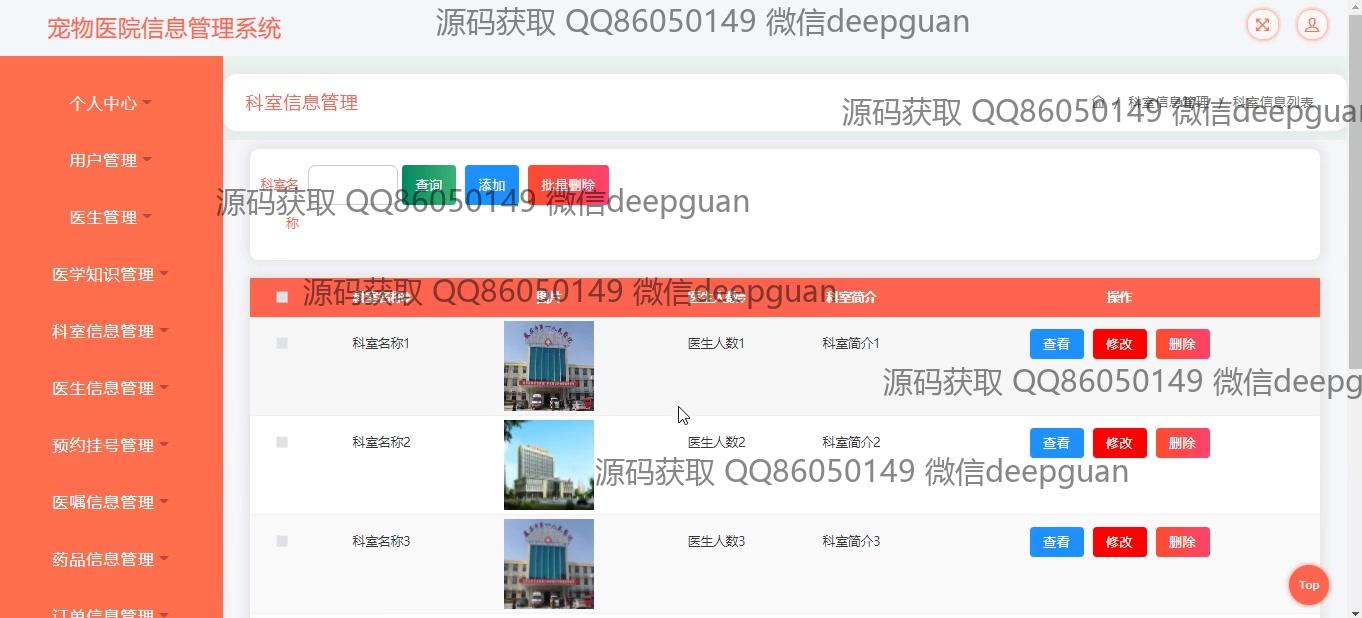 宠物医院信息管理系统
源码获取 QQ86050149 微信deepguan
个人中心
用户管理
医生管理
医学知识管理
科室信息管理
医生信息管理
预约挂号管理
医嘱信息管理
药品信息管理
订单信息管理
科室信息管理
科室信息管理 / 科室信息列表
源码获取 QQ86050149 微信deepguan
科室名
称
查询
添加
批量删除
源码获取 QQ86050149 微信deepguan
科室名称
图片
医生人数
科室简介
操作
源码获取 QQ86050149 微信deepguan
科室名称1
医生人数1
科室简介1
查看
修改
删除
源码获取 QQ86050149 微信deepg
科室名称2
医生人数2
科室简介2
查看
修改
删除
源码获取 QQ86050149 微信deepguan
科室名称3
医生人数3
科室简介3
查看
修改
删除
Top